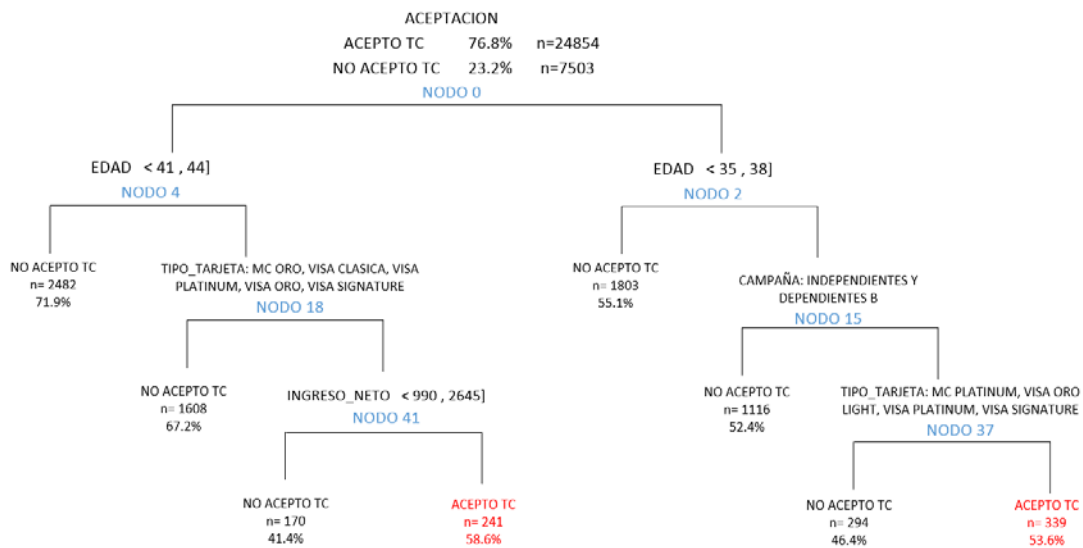 ACEPTACION
ACEPTO TC 76.8% n=24854
NO ACEPTO TC 23.2% n=7503
NODO 0
EDAD < 41 , 44]
NODO 4
EDAD < 35 , 38]
NODO 2
NO ACEPTO TC
n= 2482
71.9%
TIPO_TARJETA: MC ORO, VISA CLASICA, VISA
PLATINUM, VISA ORO, VISA SIGNATURE
NODO 18
NO ACEPTO TC
n= 1803
55.1%
CAMPAÑA: INDEPENDIENTES Y
DEPENDIENTES B
NODO 15
NO ACEPTO TC
n= 1608
67.2%
INGRESO_NETO < 990 , 2645]
NODO 41
NO ACEPTO TC
n= 1116
52.4%
TIPO_TARJETA: MC PLATINUM, VISA ORO
LIGHT, VISA PLATINUM, VISA SIGNATURE
NODO 37
NO ACEPTO TC
n= 170
41.4%
ACEPTO TC
n= 241
58.6%
NO ACEPTO TC
n= 294
46.4%
ACEPTO TC
n= 339
53.6%